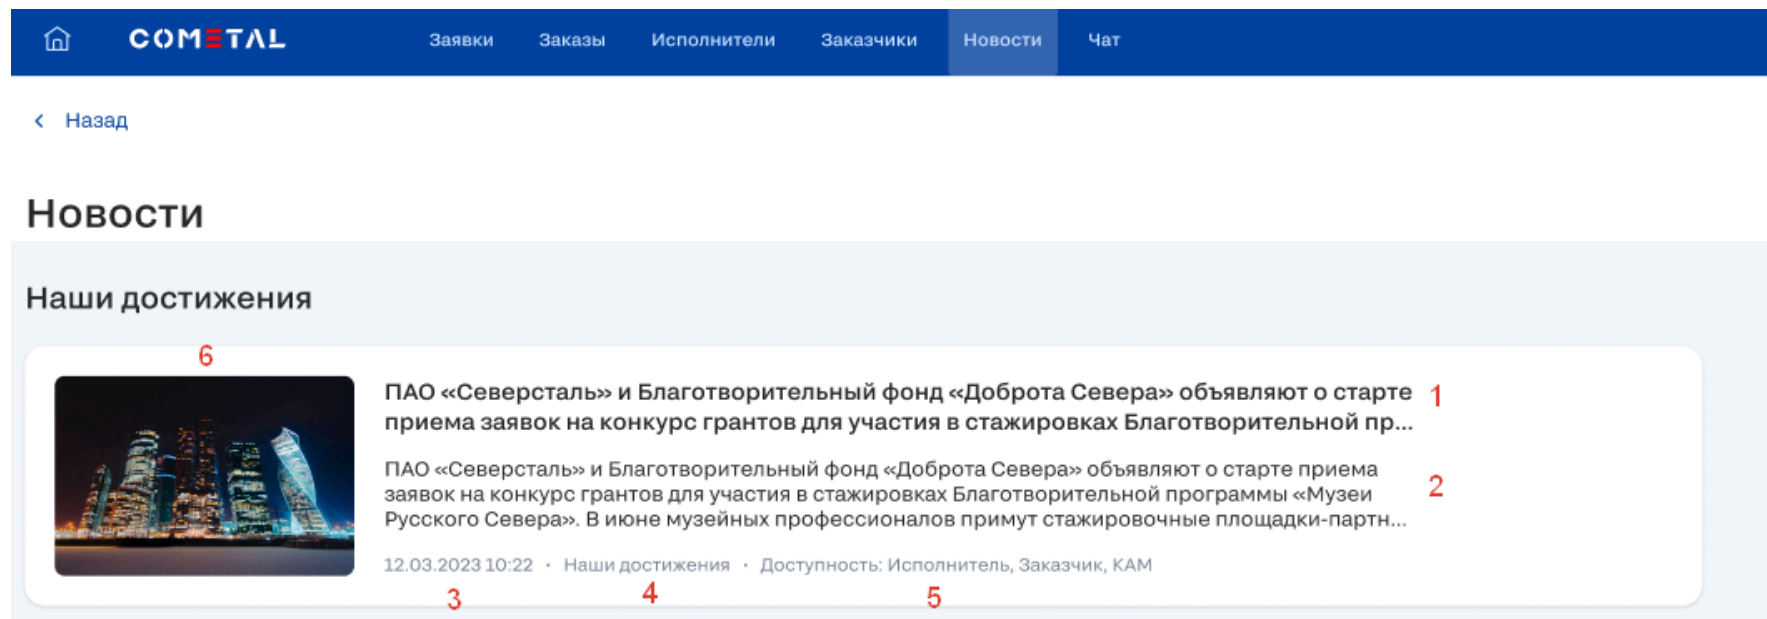 COMETAL Заявки Заказы Исполнители Заказчики Новости Чат
Назад
Новости
Наши достижения
6
ПАО «Северсталь» и Благотворительный фонд «Доброта Севера» объявляют о старте 1
приема заявок на конкурс грантов для участия в стажировках Благотворительной пр...
ПАО «Северсталь» и Благотворительный фонд «Доброта Севера» объявляют о старте приема
заявок на конкурс грантов для участия в стажировках Благотворительной программы «Музеи 2
Русского Севера». В июне музейных профессионалов примут стажировочные площадки-партн...
12.03.2023 10:22 · Наши достижения · Доступность: Исполнитель, Заказчик, КАМ
3 4 5